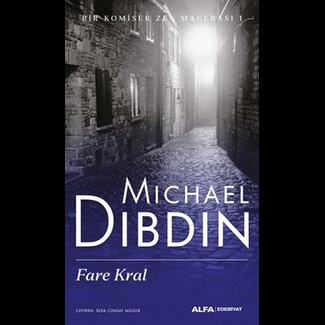 BİR KOMİSER ZEN MACERASI 1
MICHAEL
DIBDIN
Fare Kral
ÇEVİREN: SEDA ÇINGAY MELLOR
ALFA | EDEBİYAT